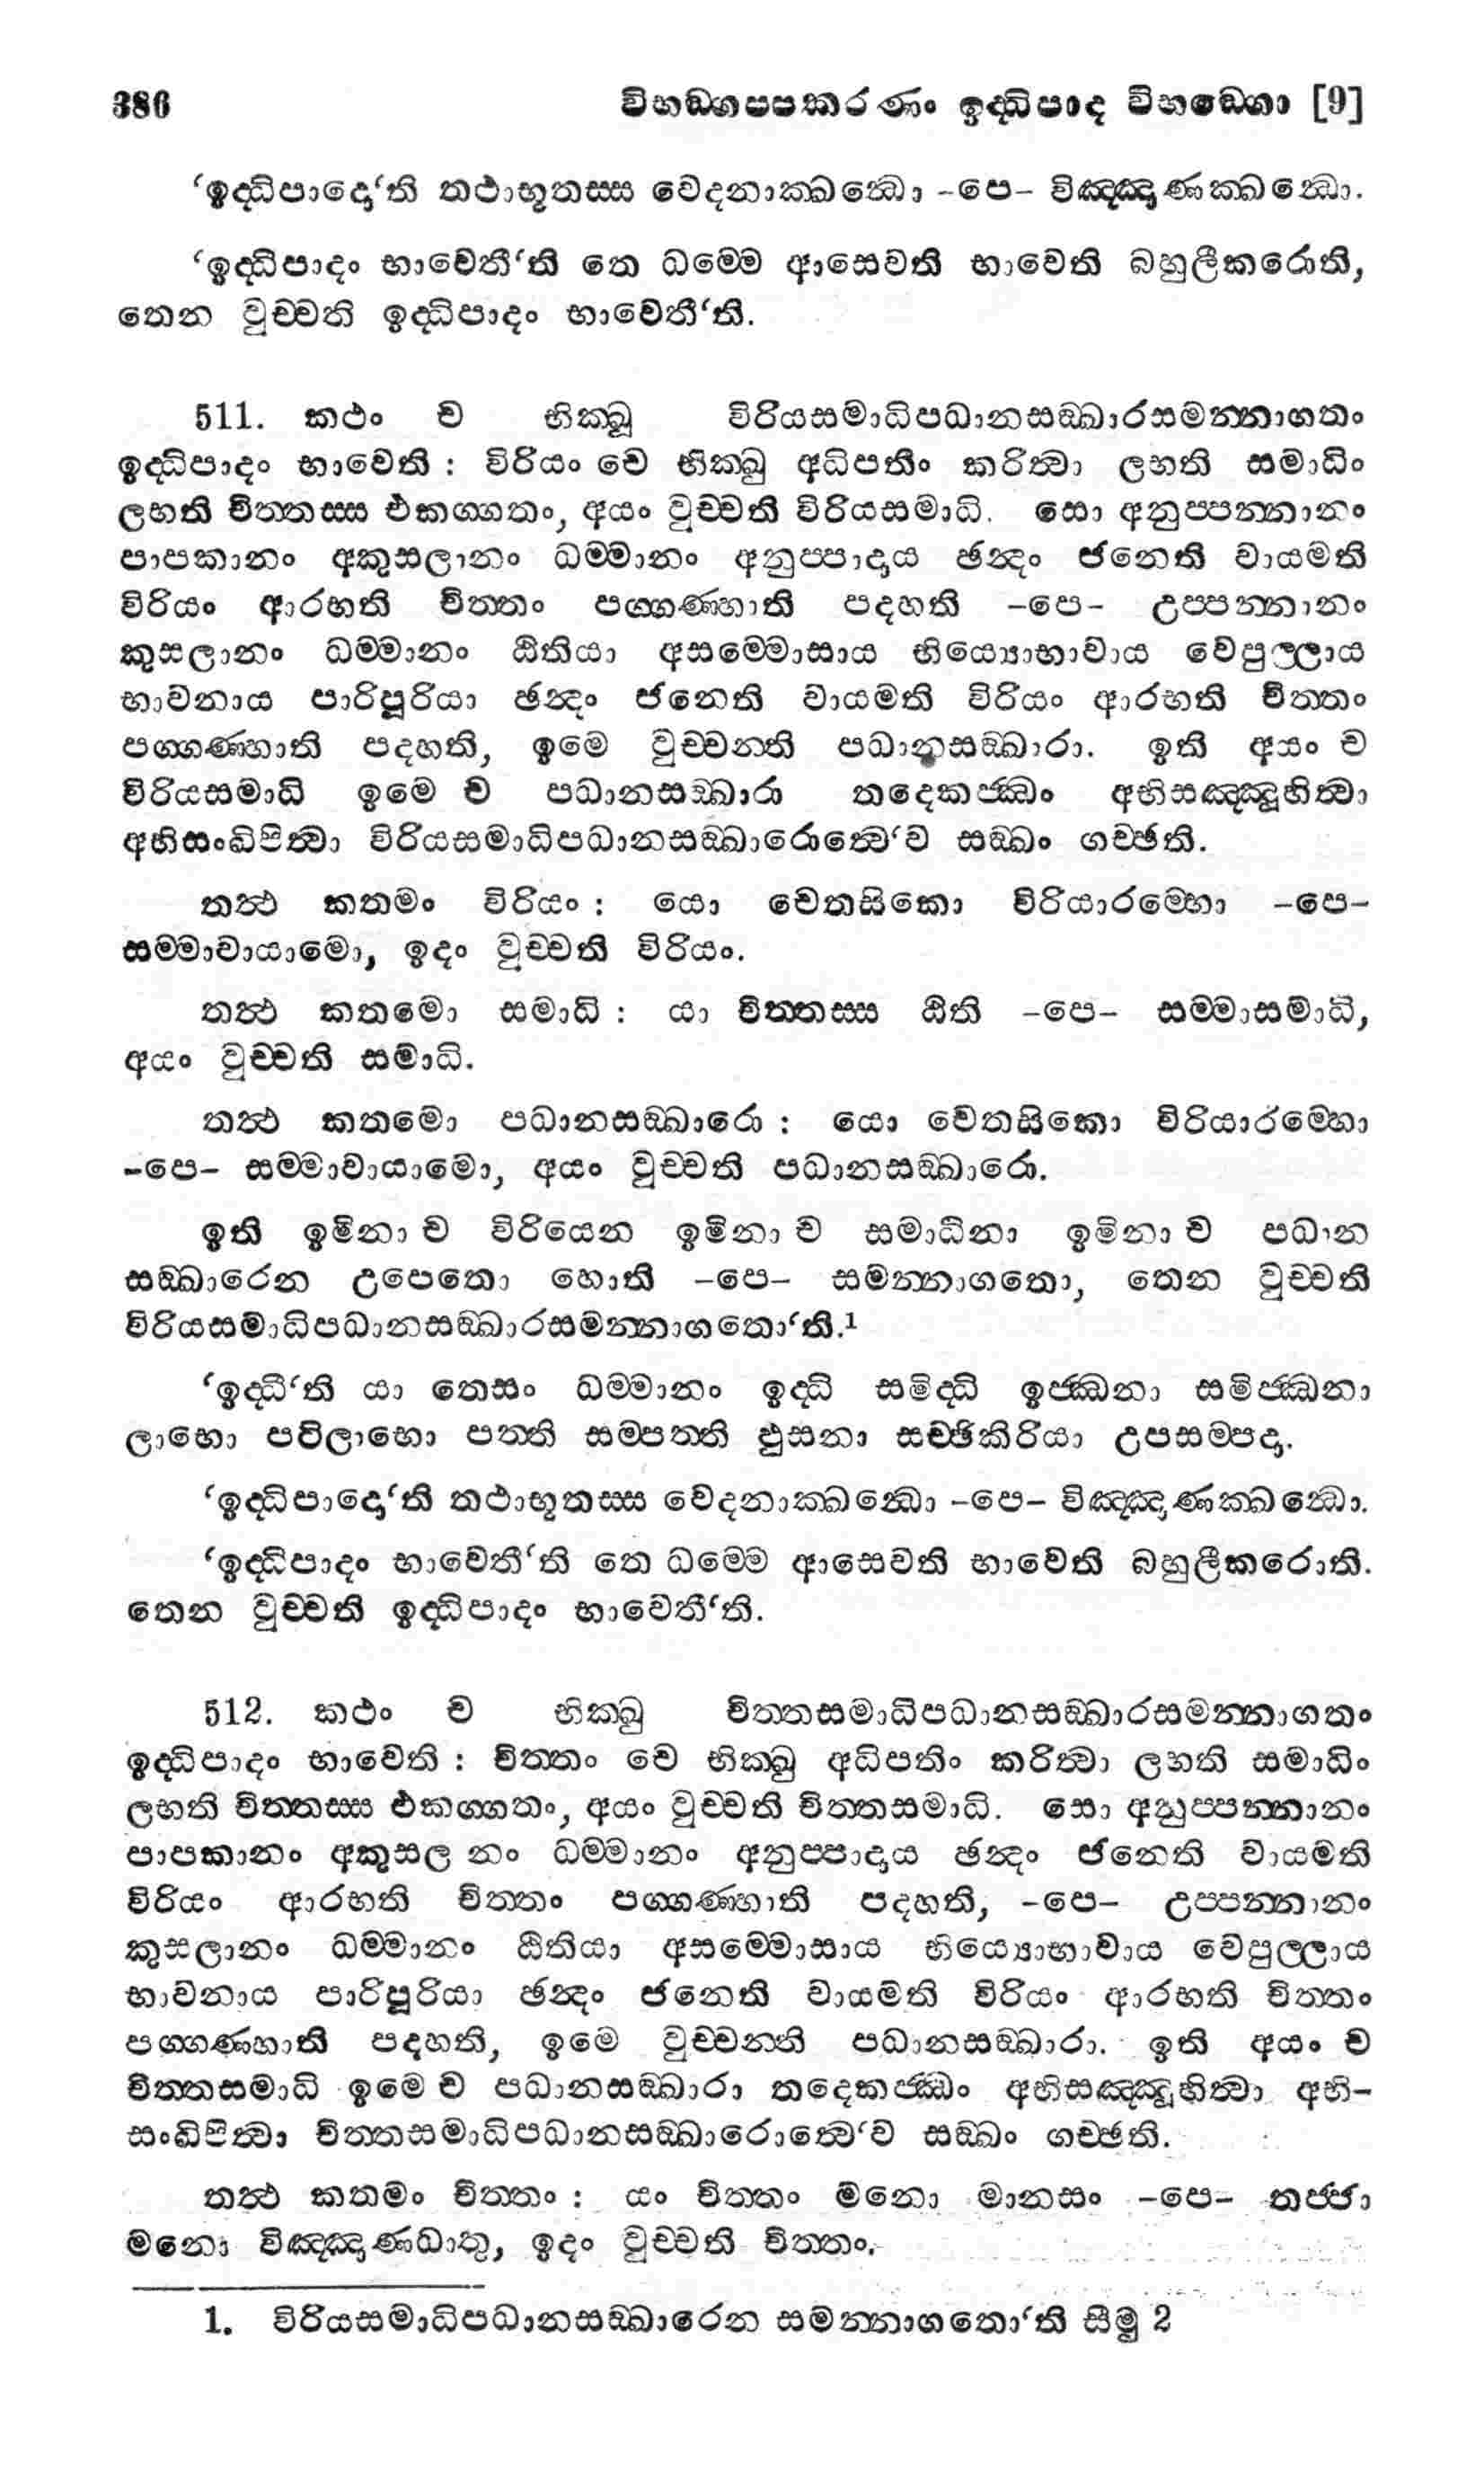 386 විභඞ්ගප්පකරණං ඉද්ධිපාද විභඞ්ගො [9]
‘ඉද්ධිපාදො‘ති තථාභූතස්ස වේදනාක්ඛන්ධො -පෙ- විඤ්ඤාණක්ඛන්ධො.
‘ඉද්ධිපාදං භාවෙතී‘ති තෙ ධම්මෙ ආසෙවති භාවෙති බහුලීකරොති,
තෙන වුච්චති ඉද්ධිපාදං භාවෙතී‘ති.
511. කථං ච භික්ඛූ විරියසමාධිපධානසඞ්ඛාරසමන්නාගතං
ඉද්ධිපාදං භාවෙති : විරියං චෙ භික්ඛු අධිපතිං කරිත්වා ලභති සමාධිං
ලභති චිත්තස්ස එකග්ගතං, අයං වුච්චති විරියසමාධි. සො අනුප්පන්නානං
පාපකානං අකුසලානං ධම්මානං අනුප්පාදාය ඡන්දං ජනෙති වායමති
විරියං ආරභති චිත්තං පග්ගණ්හාති පදහති -පෙ- උප්පන්නානං
කුසලානං ධම්මානං ඨිතියා අසම්මොසාය භිය්‍යොභාවාය වේපුල්ලාය
භාවනාය පාරිපූරියා ඡන්දං ජනෙති වායමති විරියං ආරභති චිත්තං
පග්ගණ්හාති පදහති, ඉමෙ වුච්චන්ති පධානසඞ්ඛාරා. ඉති අයං ච
විරියසමාධි ඉමෙ ච පධානසඞ්ඛාරා තදෙකජ්ඣං අභිසඤ්ඤූහිත්වා
අභිසංඛිපිත්වා විරියසමාධිපධානසඞ්ඛාරොත්වෙ‘ව සඞ්ඛං ගච්ඡති.
තත්ථ කතමං විරියං : යො චෙතසිකො විරියාරම්භො -පෙ-
සම්මාවායාමො, ඉදං වුච්චති විරියං.
තත්ථ කතමො සමාධි : යා චිත්තස්ස ඨිති -පෙ- සම්මාසමාධි,
අයං වුච්චති සමාධි.
තත්ථ කතමො පධානසඞ්ඛාරො : යො චෙතසිකො විරියාරම්භො
-පෙ- සම්මාවායාමො, අයං වුච්චති පධානසඞ්ඛාරො.
ඉති ඉමිනා ච විරියෙන ඉමිනා ච සමාධිනා ඉමිනා ච පධාන
සඞ්ඛාරෙන උපෙතො හොති -පෙ- සමන්නාගතො, තෙන වුච්චති
විරියසමාධිපධානසඞ්ඛාරසමන්නාගතො‘ති.¹
‘ඉද්ධී‘ති යා තෙසං ධම්මානං ඉද්ධි සමිද්ධි ඉජ්ඣනා සමිජ්ඣනා
ලාභො පටිලාභො පත්ති සම්පත්ති ඵුසනා සච්ඡිකිරියා උපසම්පදා.
‘ඉද්ධිපාදො‘ති තථාභූතස්ස වේදනාක්ඛන්ධො -පෙ- විඤ්ඤාණක්ඛන්ධො.
‘ඉද්ධිපාදං භාවෙතී‘ති තෙ ධම්මෙ ආසෙවති භාවෙති බහුලීකරොති.
තෙන වුච්චති ඉද්ධිපාදං භාවෙතී‘ති.
512. කථං ච භික්ඛු චිත්තසමාධිපධානසඞ්ඛාරසමන්නාගතං
ඉද්ධිපාදං භාවෙති : චිත්තං චෙ භික්ඛු අධිපතිං කරිත්වා ලභති සමාධිං
ලභති චිත්තස්ස එකග්ගතං, අයං වුච්චති චිත්තසමාධි. සො අනුප්පන්නානං
පාපකානං අකුසල නං ධම්මානං අනුප්පාදාය ඡන්දං ජනෙති වායමති
විරියං ආරභති චිත්තං පග්ගණ්හාති පදහති, -පෙ- උප්පන්නානං
කුසලානං ධම්මානං ඨිතියා අසම්මොසාය භිය්‍යොභාවාය වේපුල්ලාය
භාවනාය පාරිපූරියා ඡන්දං ජනෙති වායමති විරියං ආරභති චිත්තං
පග්ගණ්හාති පදහති, ඉමෙ වුච්චන්ති පධානසඞ්ඛාරා. ඉති අයං ච
චිත්තසමාධි ඉමෙ ච පධානසඞ්ඛාරා තදෙකජ්ඣං අභිසඤ්ඤූහිත්වා අභි-
සංඛිපිත්වා චිත්තසමාධිපධානසඞ්ඛාරොත්වෙ‘ව සඞ්ඛං ගච්ඡති.
තත්ථ කතමං චිත්තං : යං චිත්තං මනො මානසං -පෙ- තජ්ජා
මනො විඤ්ඤාණධාතු, ඉදං වුච්චති චිත්තං.
1. විරියසමාධිපධානසඞ්ඛාරෙන සමන්නාගතො‘ති සීමු 2